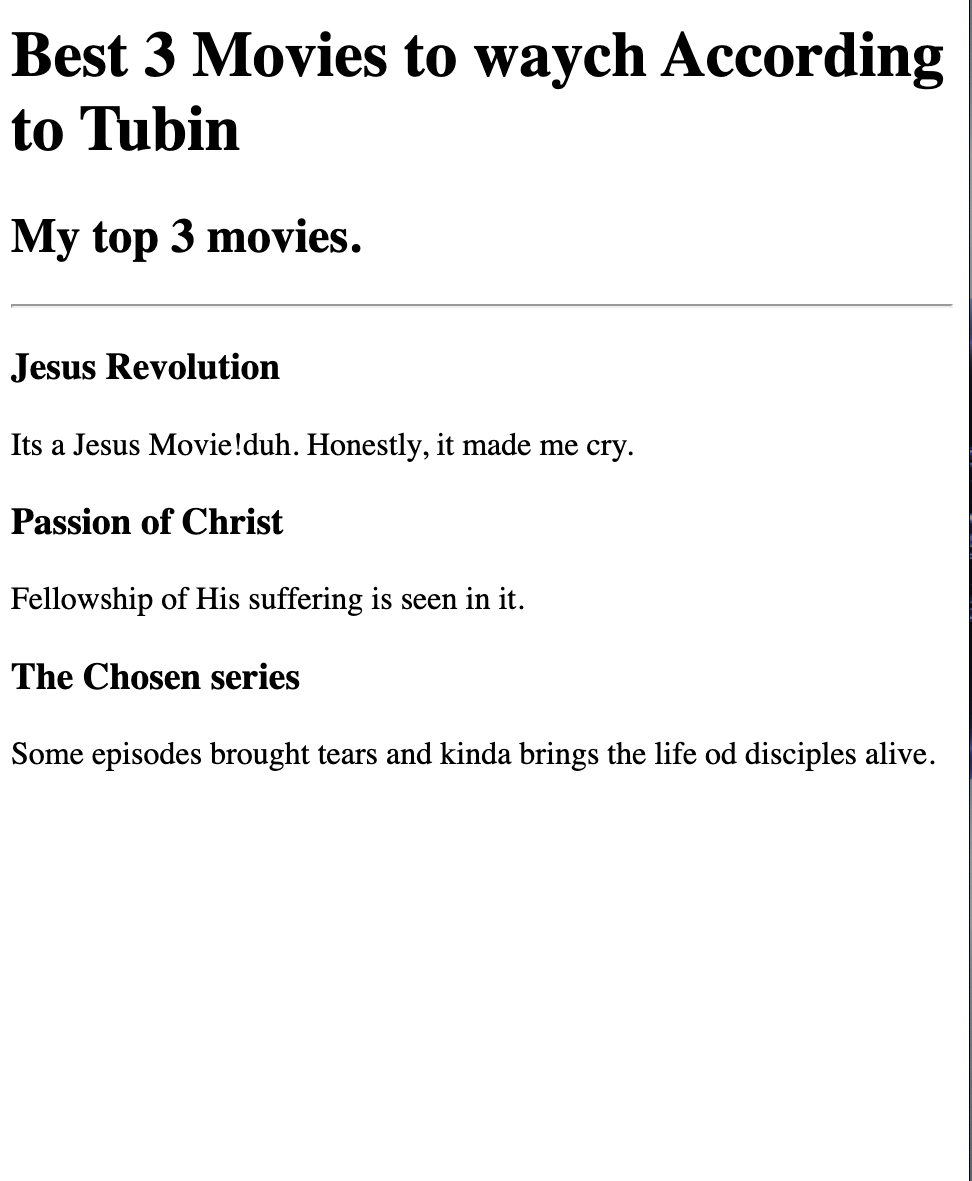 Best 3 Movies to waych According
to Tubin
My top 3 movies.
Jesus Revolution
Its a Jesus Movie!duh. Honestly, it made me cry.
Passion of Christ
Fellowship of His suffering is seen in it.
The Chosen series
Some episodes brought tears and kinda brings the life od disciples alive.